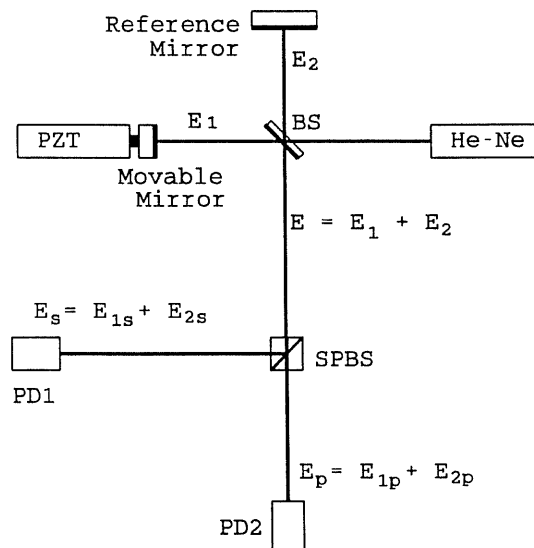 Reference
Mirror
E₂
E₁
BS
PZT
He-Ne
Movable
Mirror
E = E₁ + E₂
Eₛ= E₁ₛ+ E₂ₛ
SPBS
PD1
Eₚ= E₁ₚ+ E₂ₚ
PD2